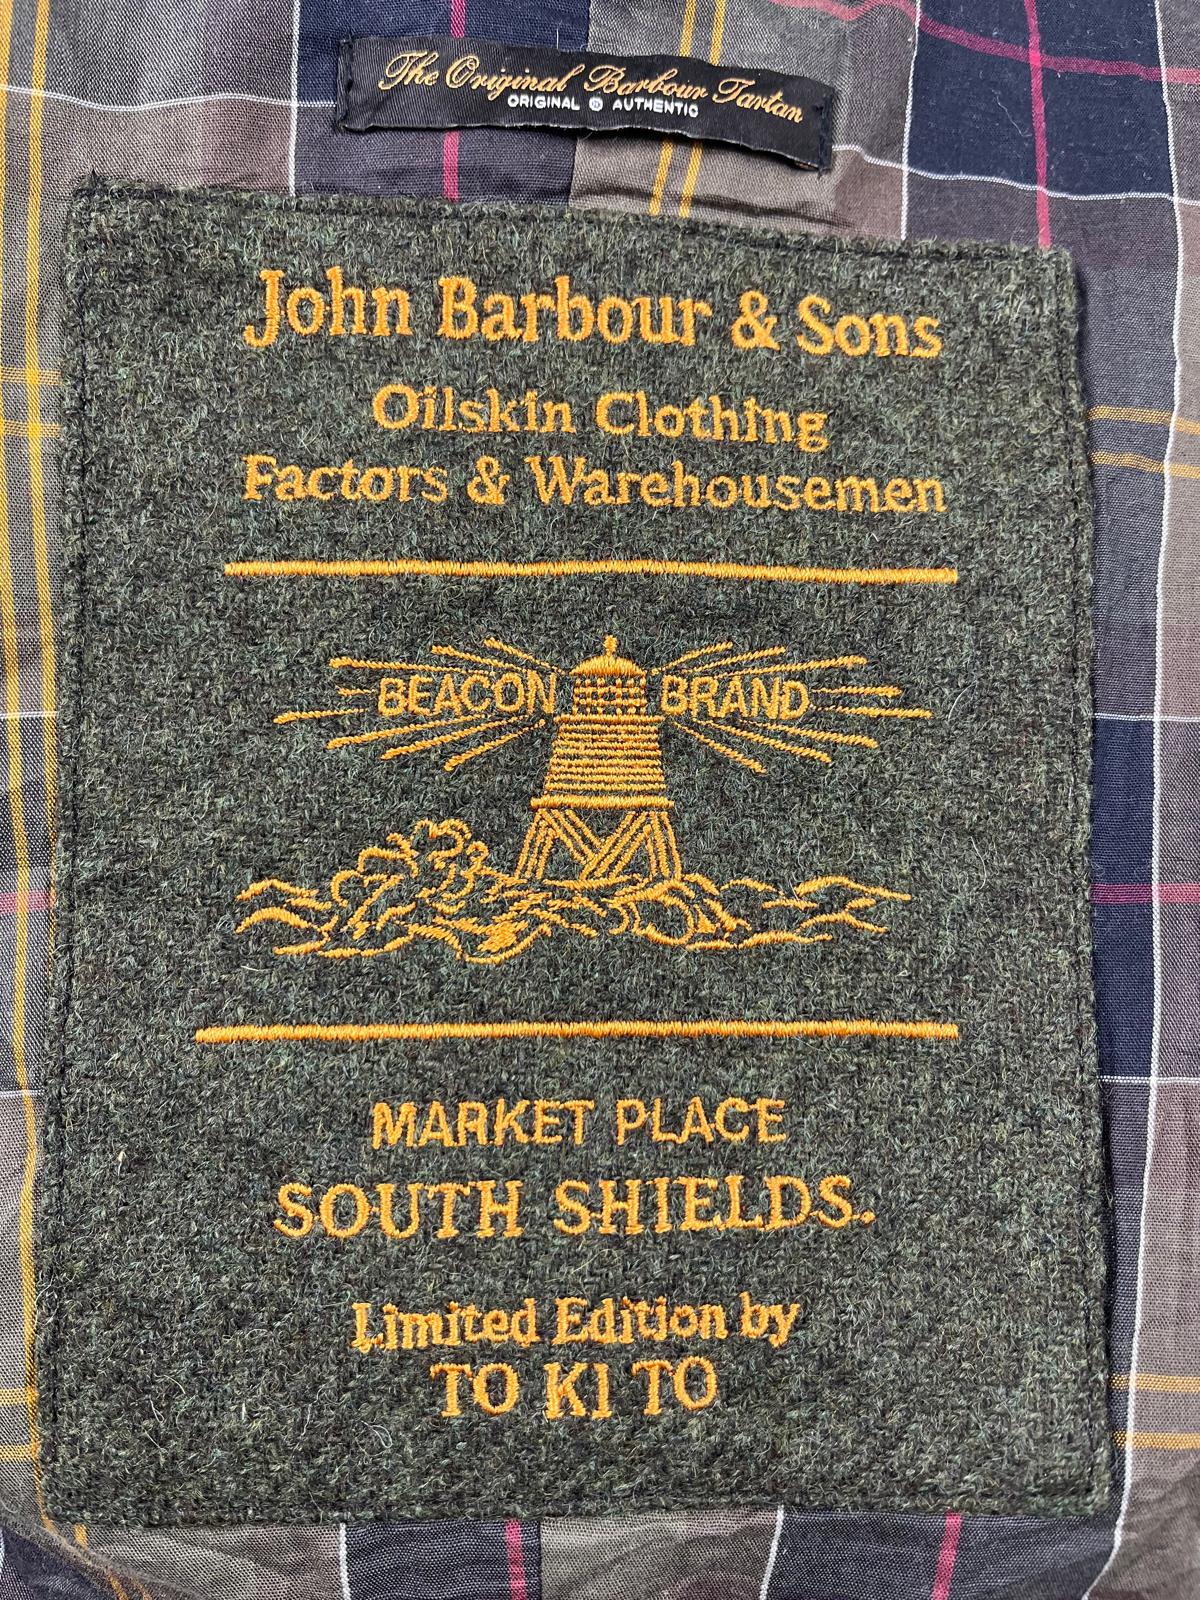 The Original Barbour Tartan
ORIGINAL AUTHENTIC
John Barbour & Sons
Oilskin Clothing
Factors & Warehousemen
BEACON BRAND
MARKET PLACE
SOUTH SHIELDS.
Limited Edition by
TO KI TO